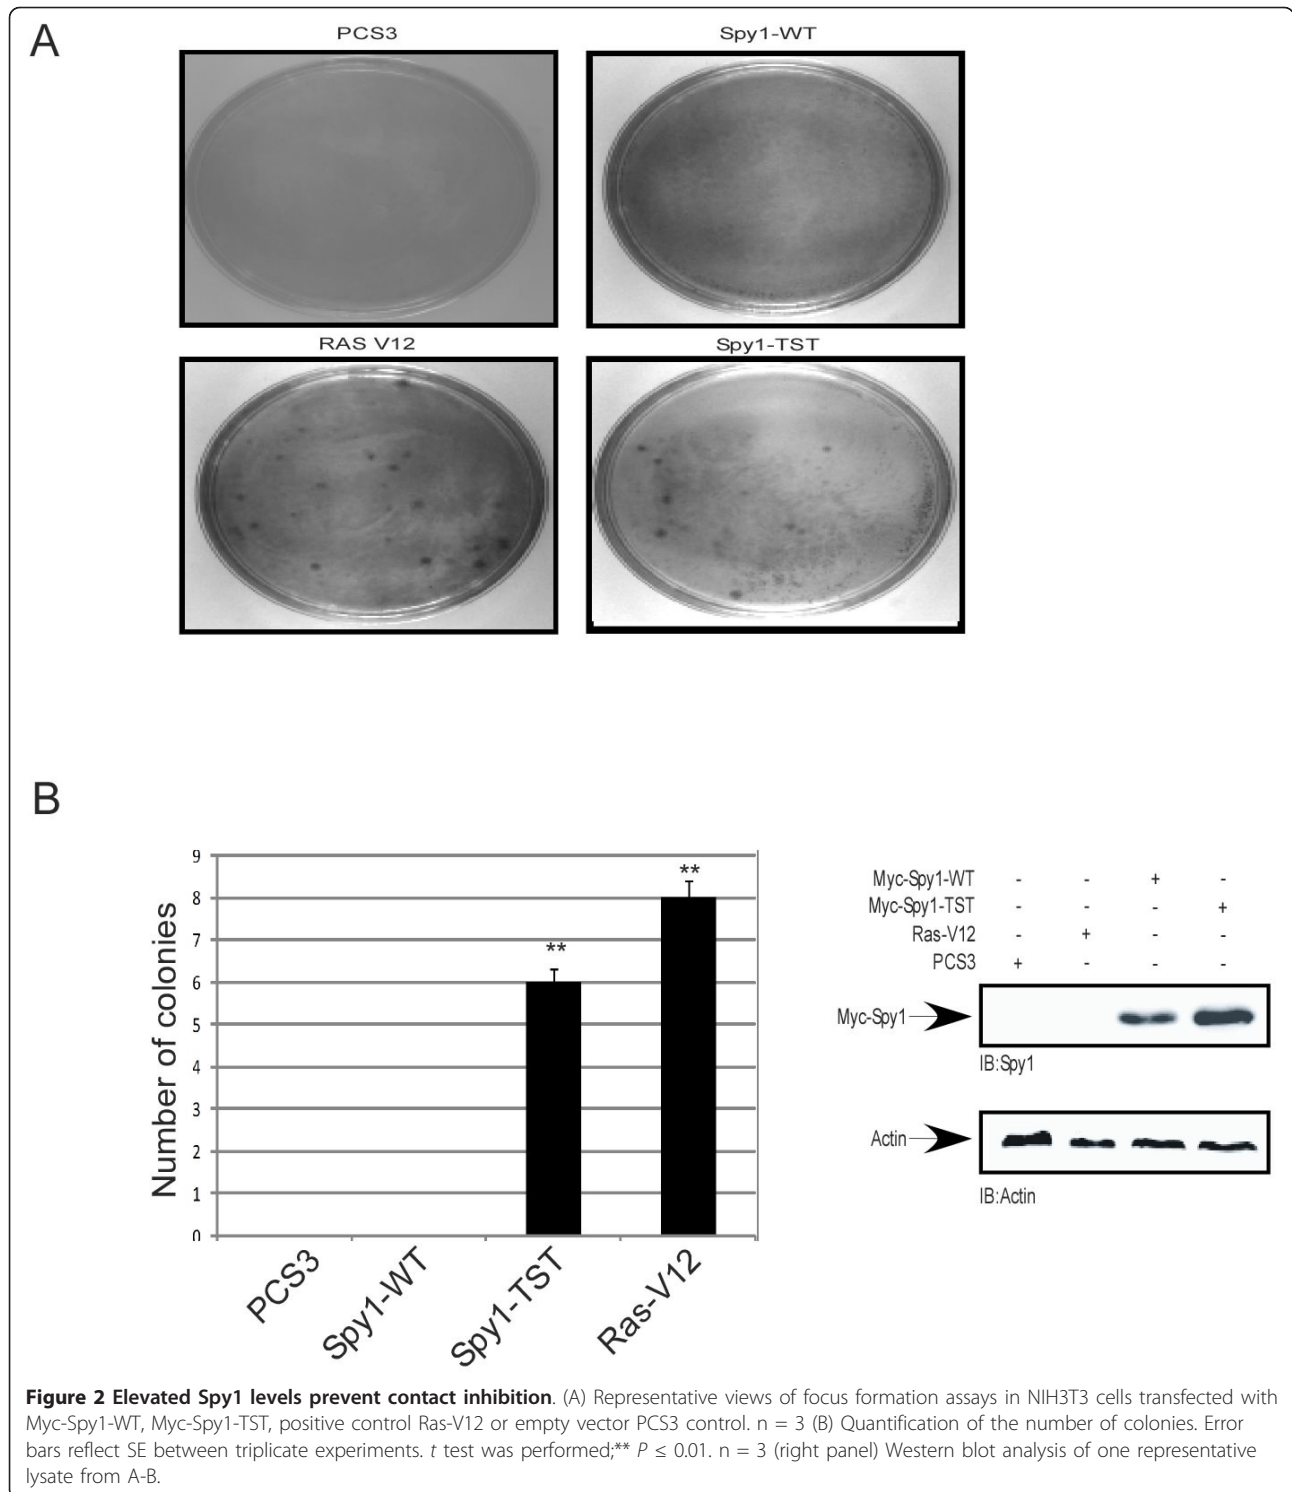 A
PCS3
Spy1-WT
RAS V12
Spy1-TST
B
Number of colonies
9
8
7
6
5
4
3
2
1
0
**
**
PCS3
Spy1-WT
Spy1-TST
Ras-V12
Myc-Spy1-WT - - + -
Myc-Spy1-TST - - - +
Ras-V12 - + - -
PCS3 + - - -
Myc-Spy1
IB:Spy1
Actin
IB:Actin
Figure 2 Elevated Spy1 levels prevent contact inhibition. (A) Representative views of focus formation assays in NIH3T3 cells transfected with
Myc-Spy1-WT, Myc-Spy1-TST, positive control Ras-V12 or empty vector PCS3 control. n = 3 (B) Quantification of the number of colonies. Error
bars reflect SE between triplicate experiments. t test was performed;** P ≤ 0.01. n = 3 (right panel) Western blot analysis of one representative
lysate from A-B.